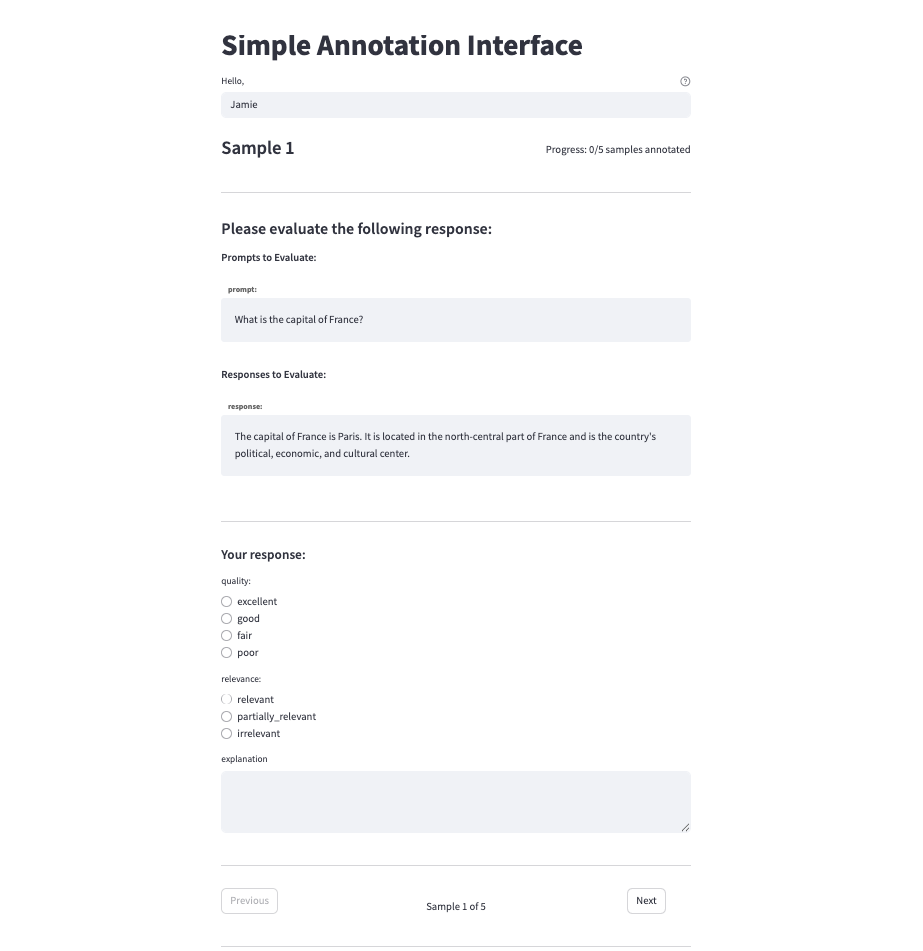 Simple Annotation Interface
Hello,
Jamie
Sample 1
Progress: 0/5 samples annotated
Please evaluate the following response:
Prompts to Evaluate:
prompt:
What is the capital of France?
Responses to Evaluate:
response:
The capital of France is Paris. It is located in the north-central part of France and is the country's
political, economic, and cultural center.
Your response:
quality:
excellent
good
fair
poor
relevance:
relevant
partially_relevant
irrelevant
explanation
Previous
Sample 1 of 5
Next